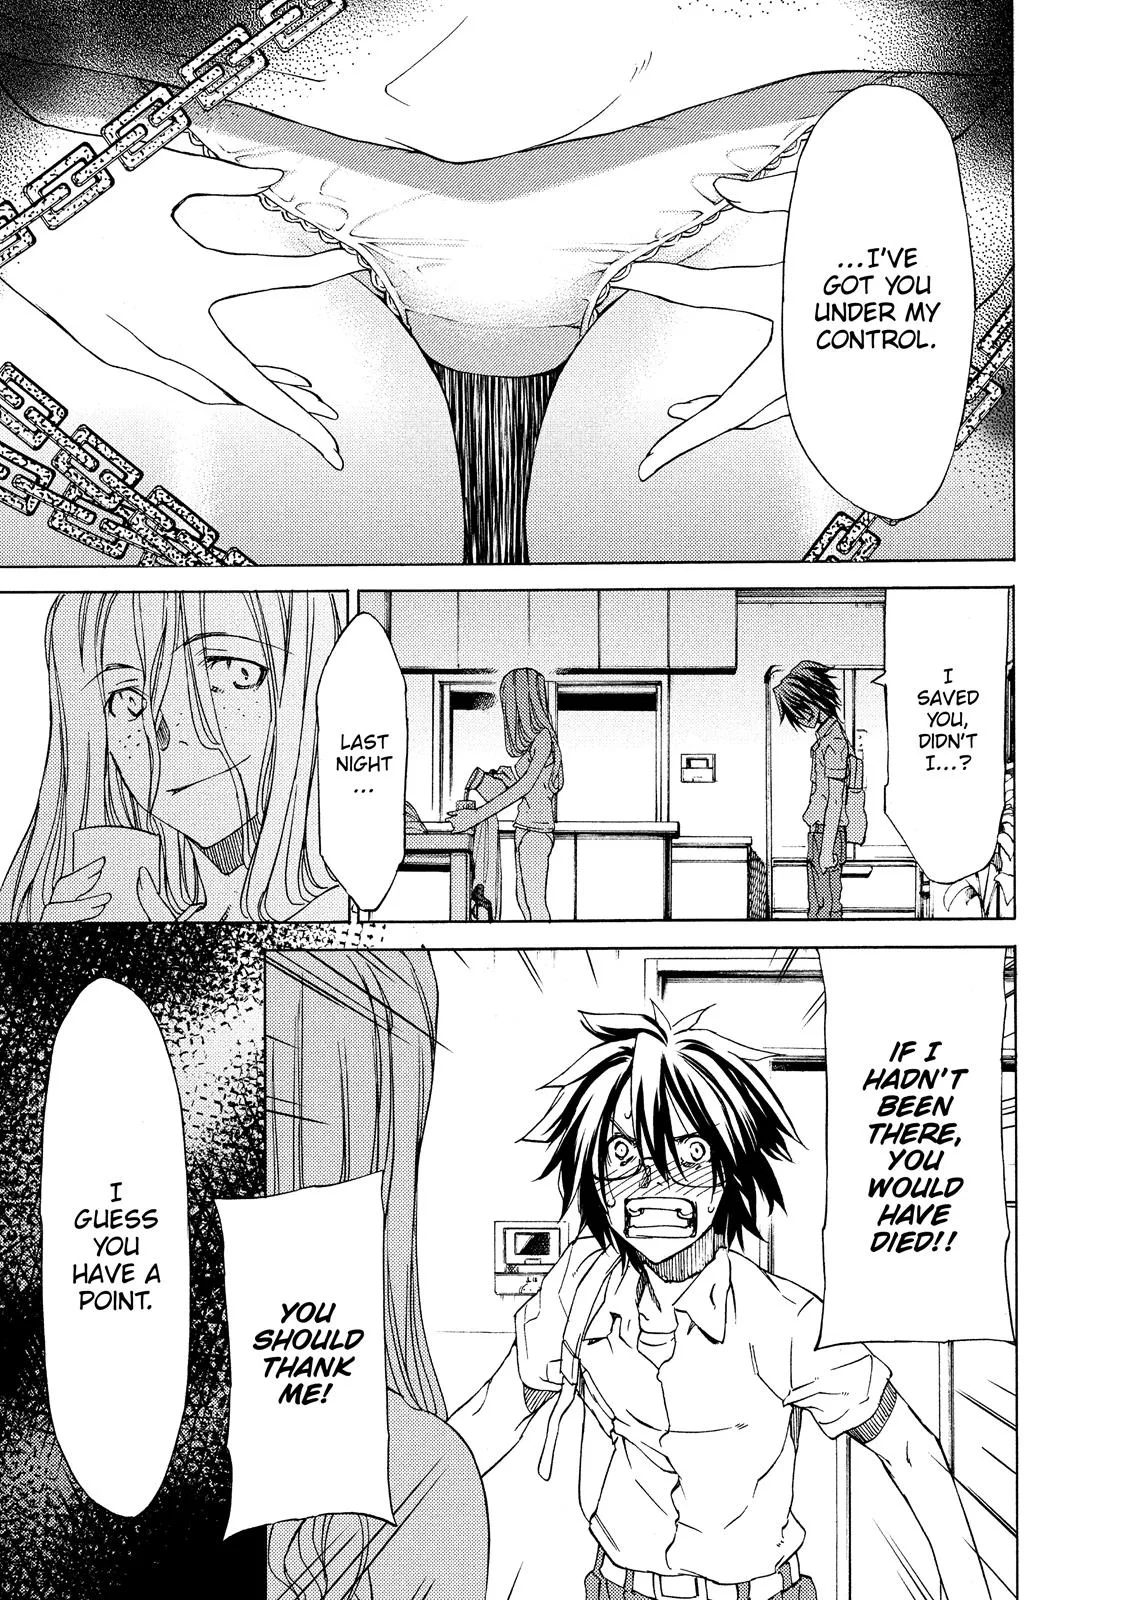 ...I'VE
GOT YOU
UNDER MY
CONTROL.
I
SAVED
YOU,
DIDN'T
I...?
LAST
NIGHT
...
IF I
HADN'T
BEEN
THERE,
YOU
WOULD
HAVE
DIED!!
YOU
SHOULD
THANK
ME!
I
GUESS
YOU
HAVE A
POINT.